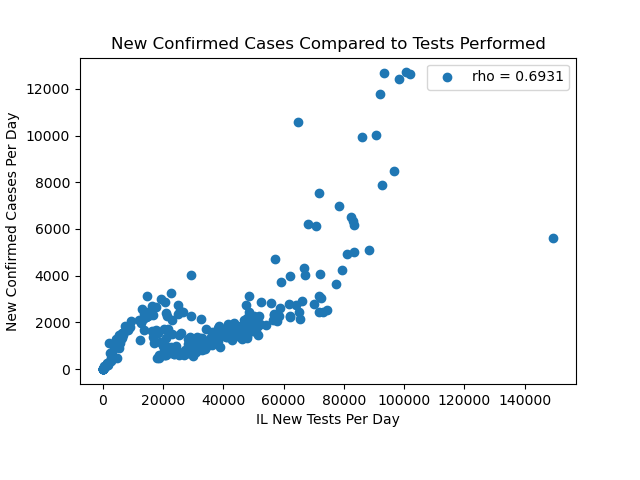 New Confirmed Cases Compared to Tests Performed
rho = 0.6931
New Confirmed Caeses Per Day
12000
10000
8000
6000
4000
2000
0
0 20000 40000 60000 80000 100000 120000 140000
IL New Tests Per Day